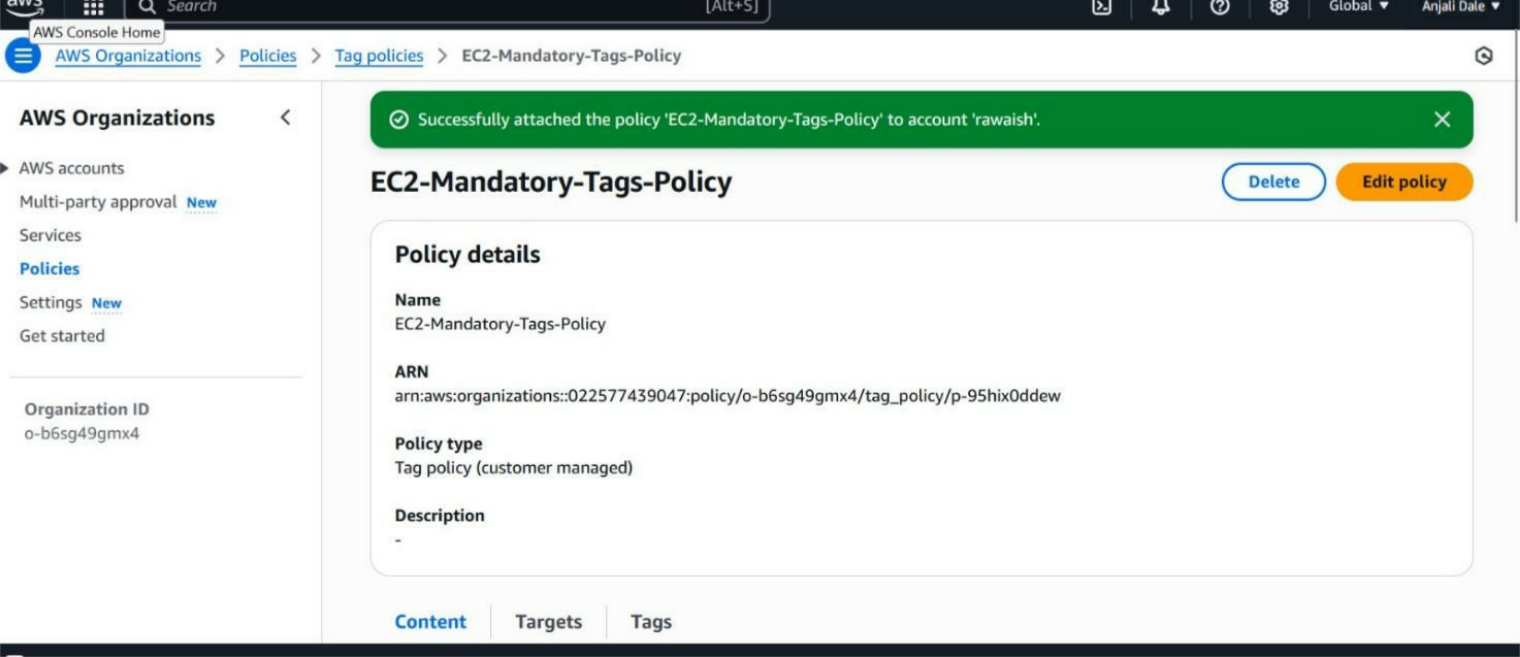 aws
Search
[Alt+S]
Global
Anjali Dale
AWS Console Home
AWS Organizations > Policies > Tag policies > EC2-Mandatory-Tags-Policy
AWS Organizations
AWS accounts
Multi-party approval New
Services
Policies
Settings New
Get started
Organization ID
o-b6sg49gmx4
Successfully attached the policy 'EC2-Mandatory-Tags-Policy' to account 'rawaish'.
EC2-Mandatory-Tags-Policy
Delete
Edit policy
Policy details
Name
EC2-Mandatory-Tags-Policy
ARN
arn:aws:organizations::022577439047:policy/o-b6sg49gmx4/tag_policy/p-95hix0ddew
Policy type
Tag policy (customer managed)
Description
-
Content
Targets
Tags